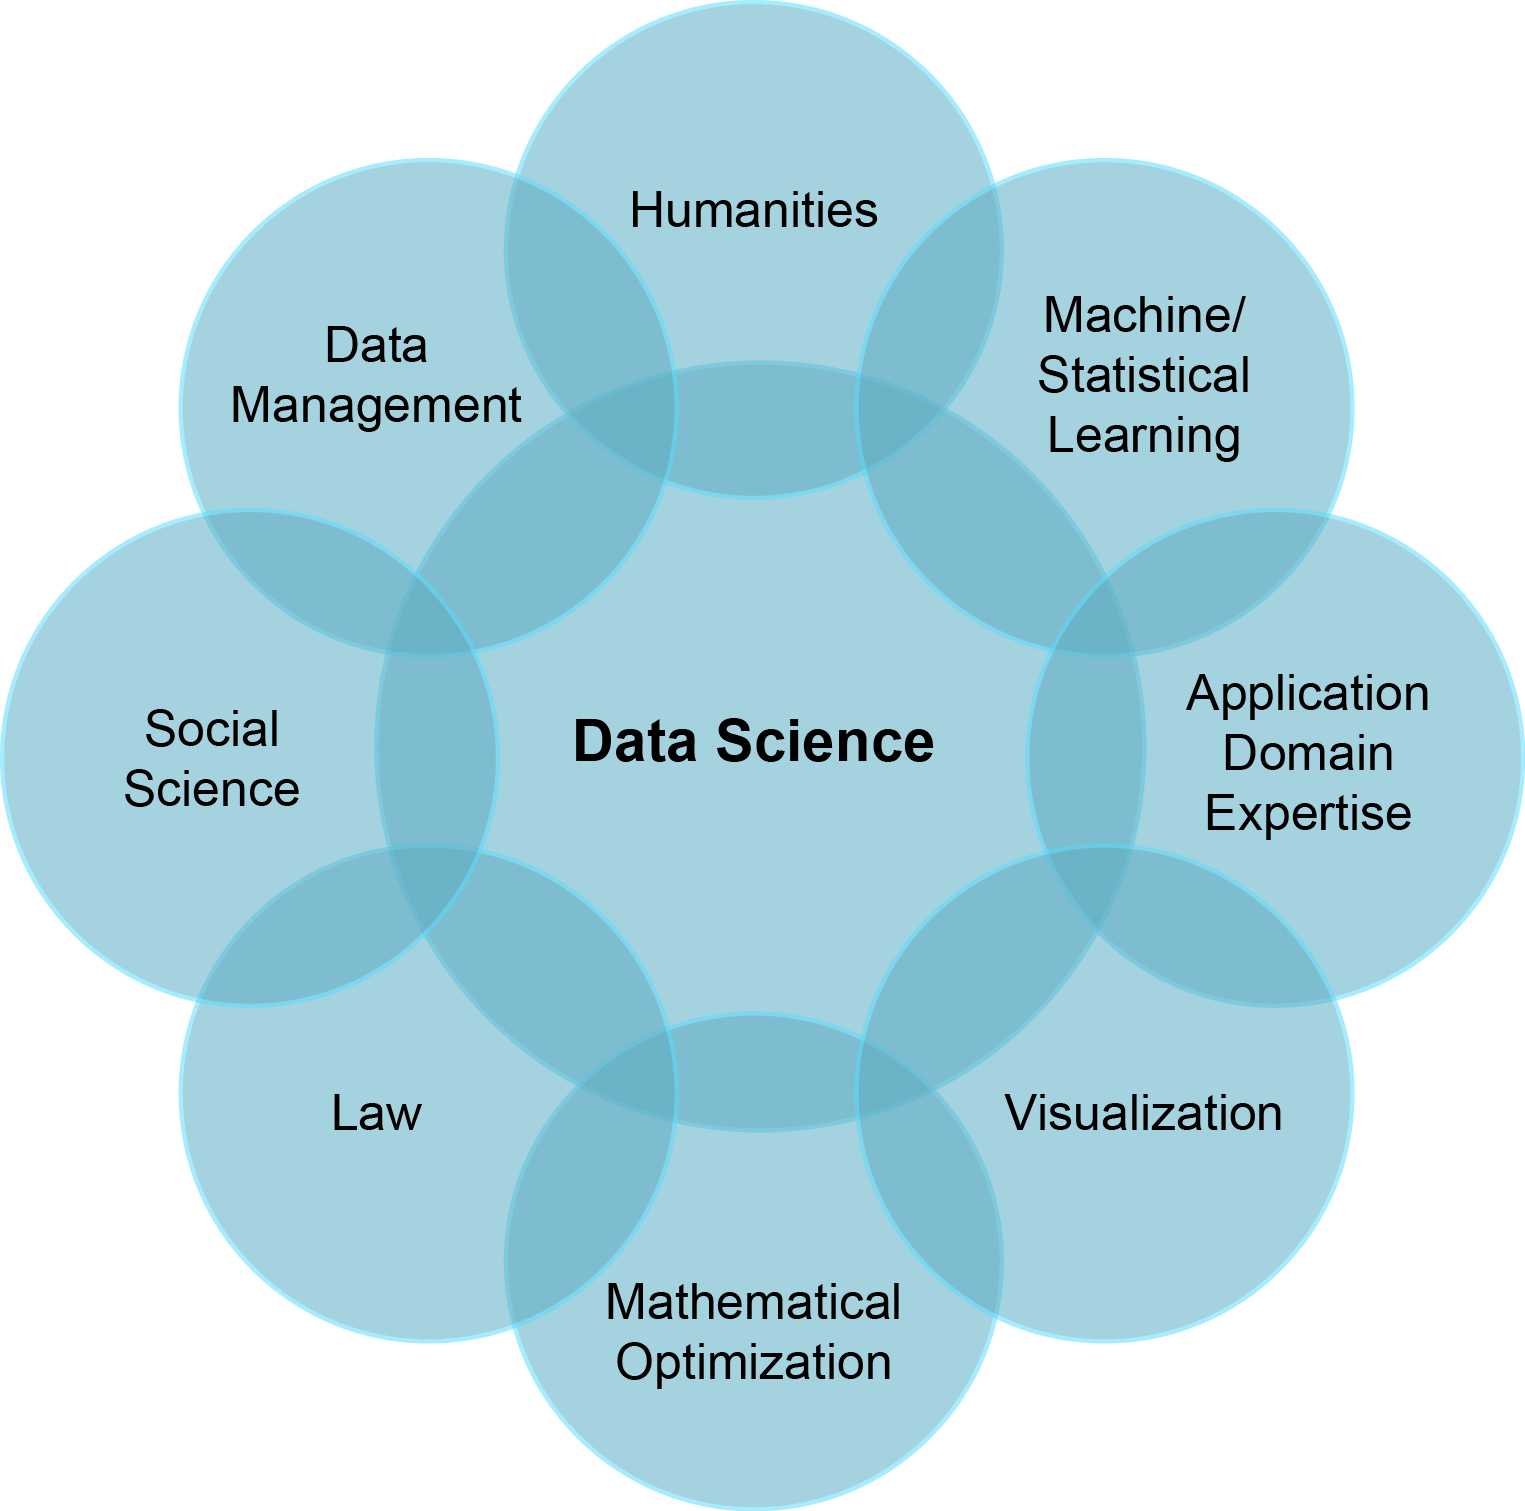 Humanities
Machine/
Statistical
Learning
Data
Management
Application
Domain
Expertise
Social
Science
Data Science
Law
Visualization
Mathematical
Optimization